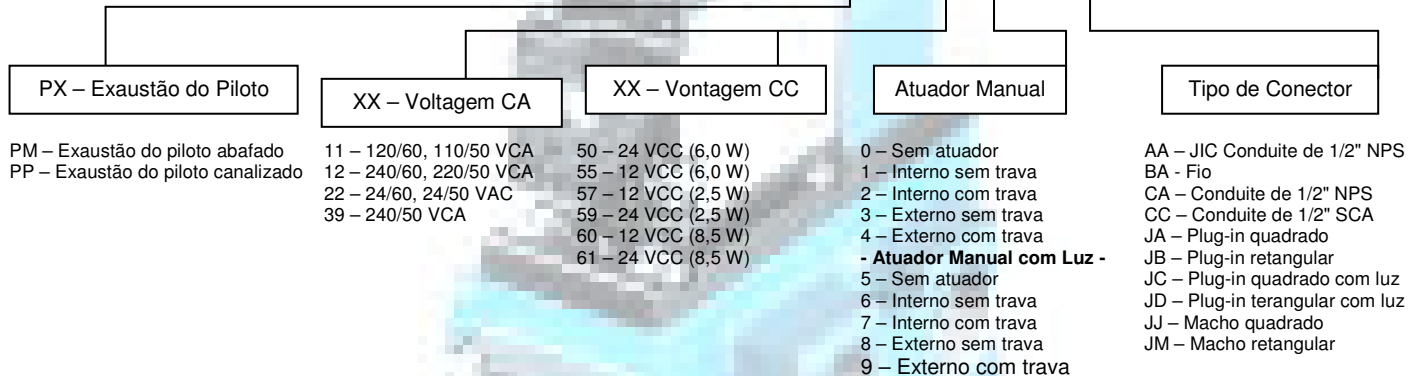 PX – Exaustão do Piloto
XX – Voltagem CA
XX – Vontagem CC
Atuador Manual
Tipo de Conector
PM – Exaustão do piloto abafado
PP – Exaustão do piloto canalizado
11 – 120/60, 110/50 VCA
12 – 240/60, 220/50 VCA
22 – 24/60, 24/50 VAC
39 – 240/50 VCA
50 – 24 VCC (6,0 W)
55 – 12 VCC (6,0 W)
57 – 12 VCC (2,5 W)
59 – 24 VCC (2,5 W)
60 – 12 VCC (8,5 W)
61 – 24 VCC (8,5 W)
0 – Sem atuador
1 – Interno sem trava
2 – Interno com trava
3 – Externo sem trava
4 – Externo com trava
- Atuador Manual com Luz -
5 – Sem atuador
6 – Interno sem trava
7 – Interno com trava
8 – Externo sem trava
9 – Externo com trava
AA – JIC Conduite de 1/2" NPS
BA - Fio
CA – Conduite de 1/2" NPS
CC – Conduite de 1/2" SCA
JA – Plug-in quadrado
JB – Plug-in retangular
JC – Plug-in quadrado com luz
JD – Plug-in terangular com luz
JJ – Macho quadrado
JM – Macho retangular